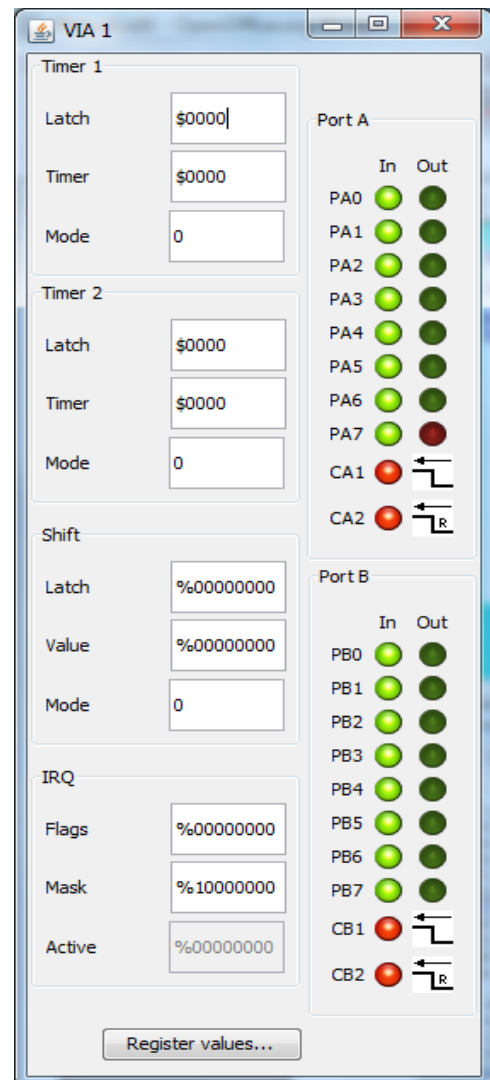 VIA 1
Timer 1
Latch $0000
Timer $0000
Mode 0
Timer 2
Latch $0000
Timer $0000
Mode 0
Shift
Latch %00000000
Value %00000000
Mode 0
IRQ
Flags %00000000
Mask %10000000
Active %00000000
Port A
In Out
PA0
PA1
PA2
PA3
PA4
PA5
PA6
PA7
CA1
CA2 R
Port B
In Out
PB0
PB1
PB2
PB3
PB4
PB5
PB6
PB7
CB1
CB2 R
Register values...